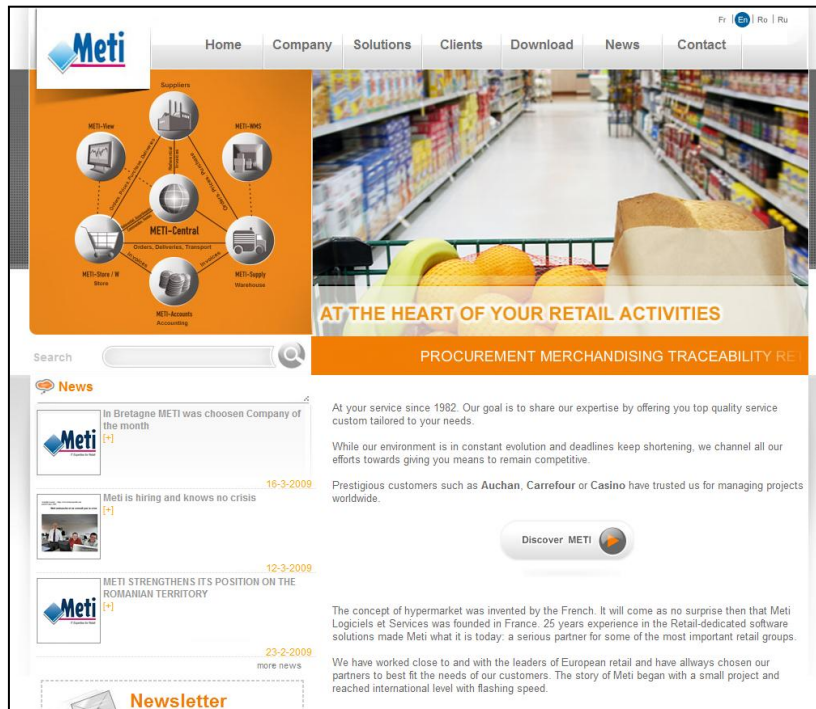 Fr | En | Ro | Ru
Meti
Home
Company
Solutions
Clients
Download
News
Contact
Suppliers
METI-View
METI-WMS
METI-Central
Orders, Deliveries, Transport
Invoices
Invoices
METI-Store / W
Store
METI-Supply
Warehouse
METI-Accounts
Accounting
AT THE HEART OF YOUR RETAIL ACTIVITIES
Search
PROCUREMENT MERCHANDISING TRACEABILITY RE
News
In Bretagne METI was choosen Company of
the month
[+]
Meti
16-3-2009
Meti is hiring and knows no crisis
[+]
12-3-2009
METI STRENGTHENS ITS POSITION ON THE
ROMANIAN TERRITORY
[+]
Meti
23-2-2009
more news
Newsletter
At your service since 1982. Our goal is to share our expertise by offering you top quality service
custom tailored to your needs.
While our environment is in constant evolution and deadlines keep shortening, we channel all our
efforts towards giving you means to remain competitive.
Prestigious customers such as Auchan, Carrefour or Casino have trusted us for managing projects
worldwide.
Discover METI
The concept of hypermarket was invented by the French. It will come as no surprise then that Meti
Logiciels et Services was founded in France. 25 years experience in the Retail-dedicated software
solutions made Meti what it is today: a serious partner for some of the most important retail groups.
We have worked close to and with the leaders of European retail and have allways chosen our
partners to best fit the needs of our customers. The story of Meti began with a small project and
reached international level with flashing speed.